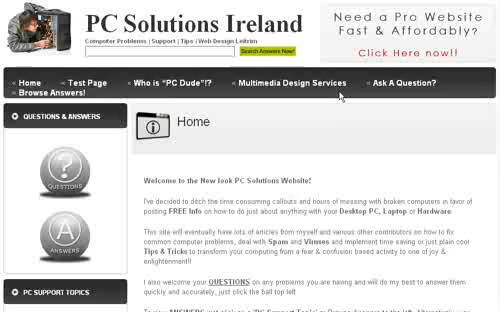 PC Solutions Ireland
Computer Problems | Support | Tips | Web Design Leitrim
Search Answers Now!
Need a Pro Website
Fast & Affordably?
Click Here now!!
« Home
« Test Page
« Who is "PC Dude"!?
« Multimedia Design Services
« Ask A Question?
« Browse Answers!
QUESTIONS & ANSWERS
?
QUESTIONS
A
ANSWERS
PC SUPPORT TOPICS
Home
Welcome to the New look PC Solutions Website!
I've decided to ditch the time consuming callouts and hours of messing with broken computers in favor of
posting FREE Info on how to do just about anything with your Desktop PC, Laptop or Hardware.
This site will eventually have lots of articles from myself and various other contributors on how to fix
common computer problems, deal with Spam and Viruses and implement time saving or just plain cool
Tips & Tricks to transform your computing from a fear & confusion based activity to one of joy &
enlightenment!!
I also welcome your QUESTIONS on any problems you are having and will do my best to answer them
quickly and accurately, just click the ball top left